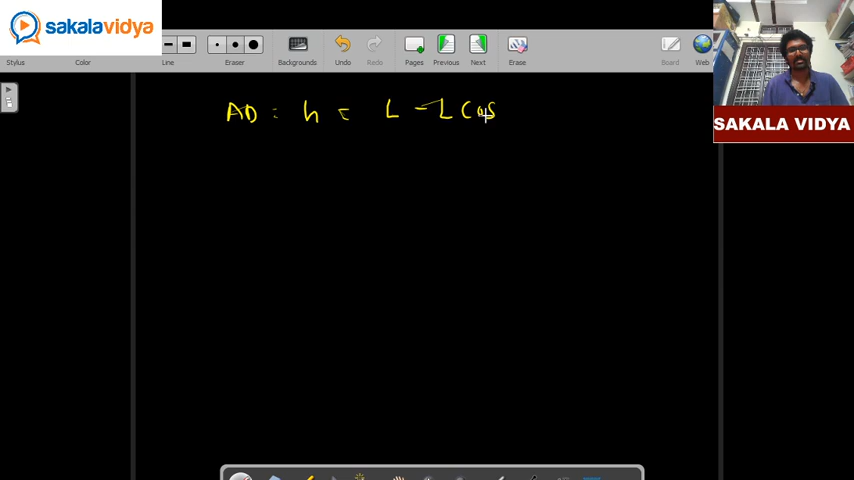 sakalavidya
Stylus Color Line Eraser Backgrounds Undo Redo Pages Previous Next Erase Board Web
SAKALA VIDYA
AD = h = L - L Cos